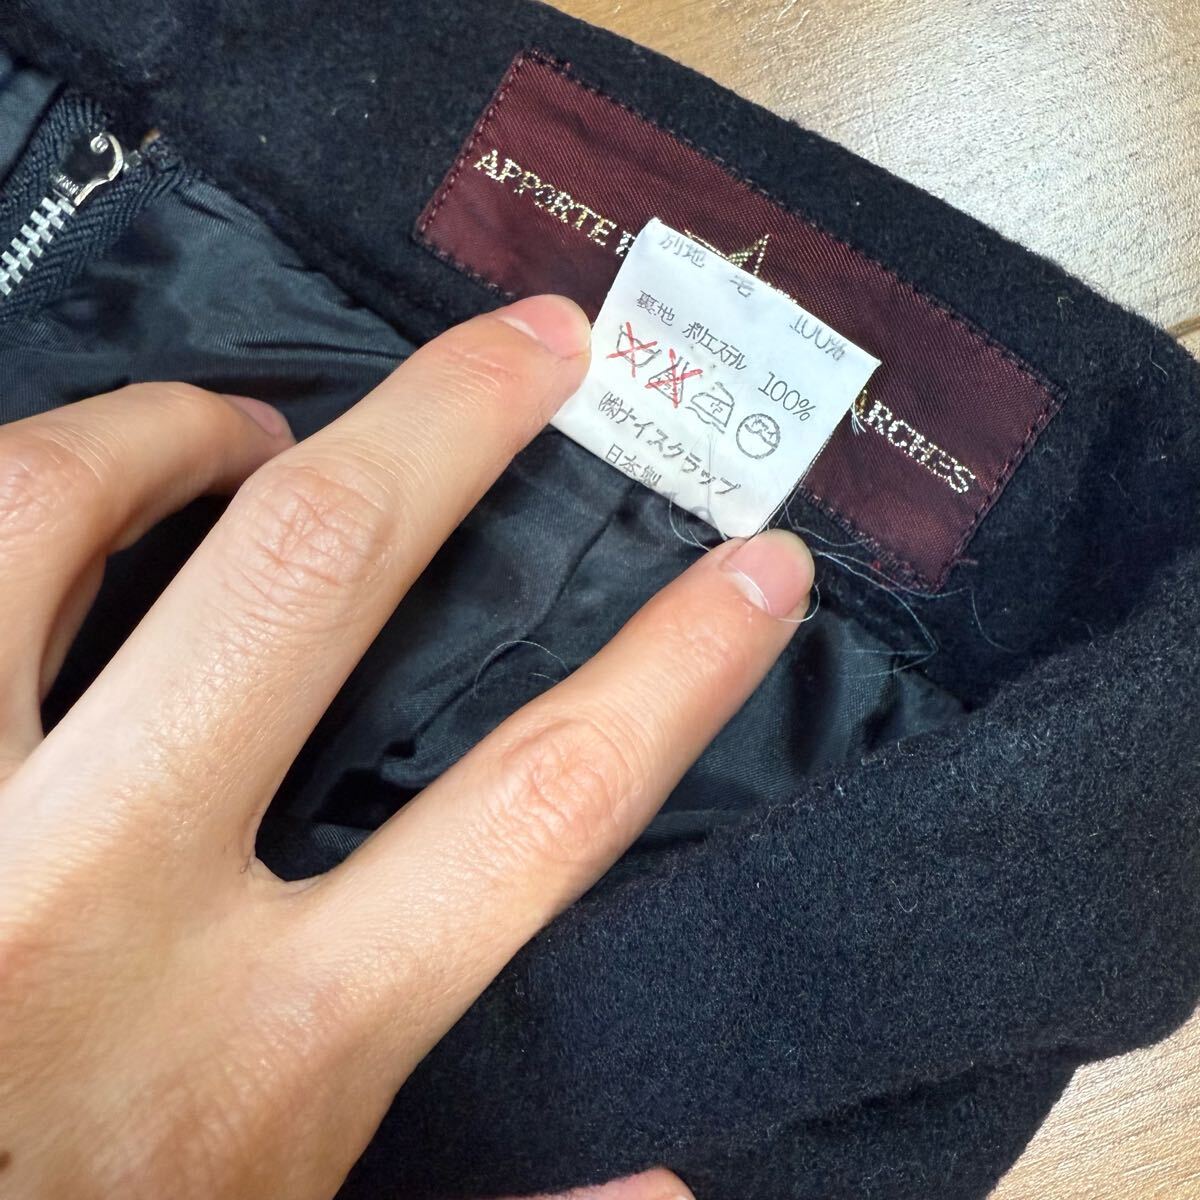 APPORTE
ARCHES
別地 毛 100%
裏地 ポリエステル 100%
㈱ナイスクラップ
日本製